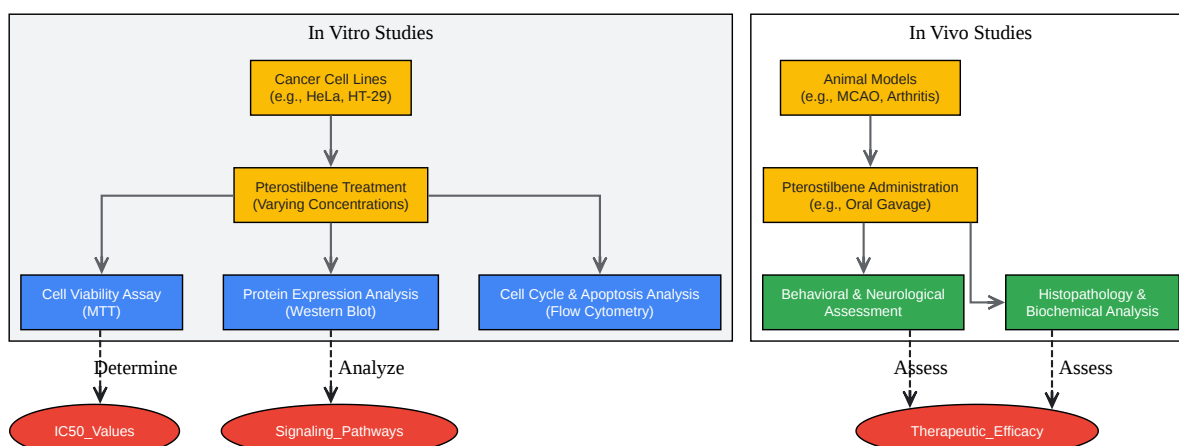 In Vitro Studies
Cancer Cell Lines
(e.g., HeLa, HT-29)
Pterostilbene Treatment
(Varying Concentrations)
Cell Viability Assay
(MTT)
Protein Expression Analysis
(Western Blot)
Cell Cycle & Apoptosis Analysis
(Flow Cytometry)
Determine
Analyze
IC50_Values
Signaling_Pathways
In Vivo Studies
Animal Models
(e.g., MCAO, Arthritis)
Pterostilbene Administration
(e.g., Oral Gavage)
Behavioral & Neurological
Assessment
Histopathology &
Biochemical Analysis
Assess
Assess
Therapeutic_Efficacy